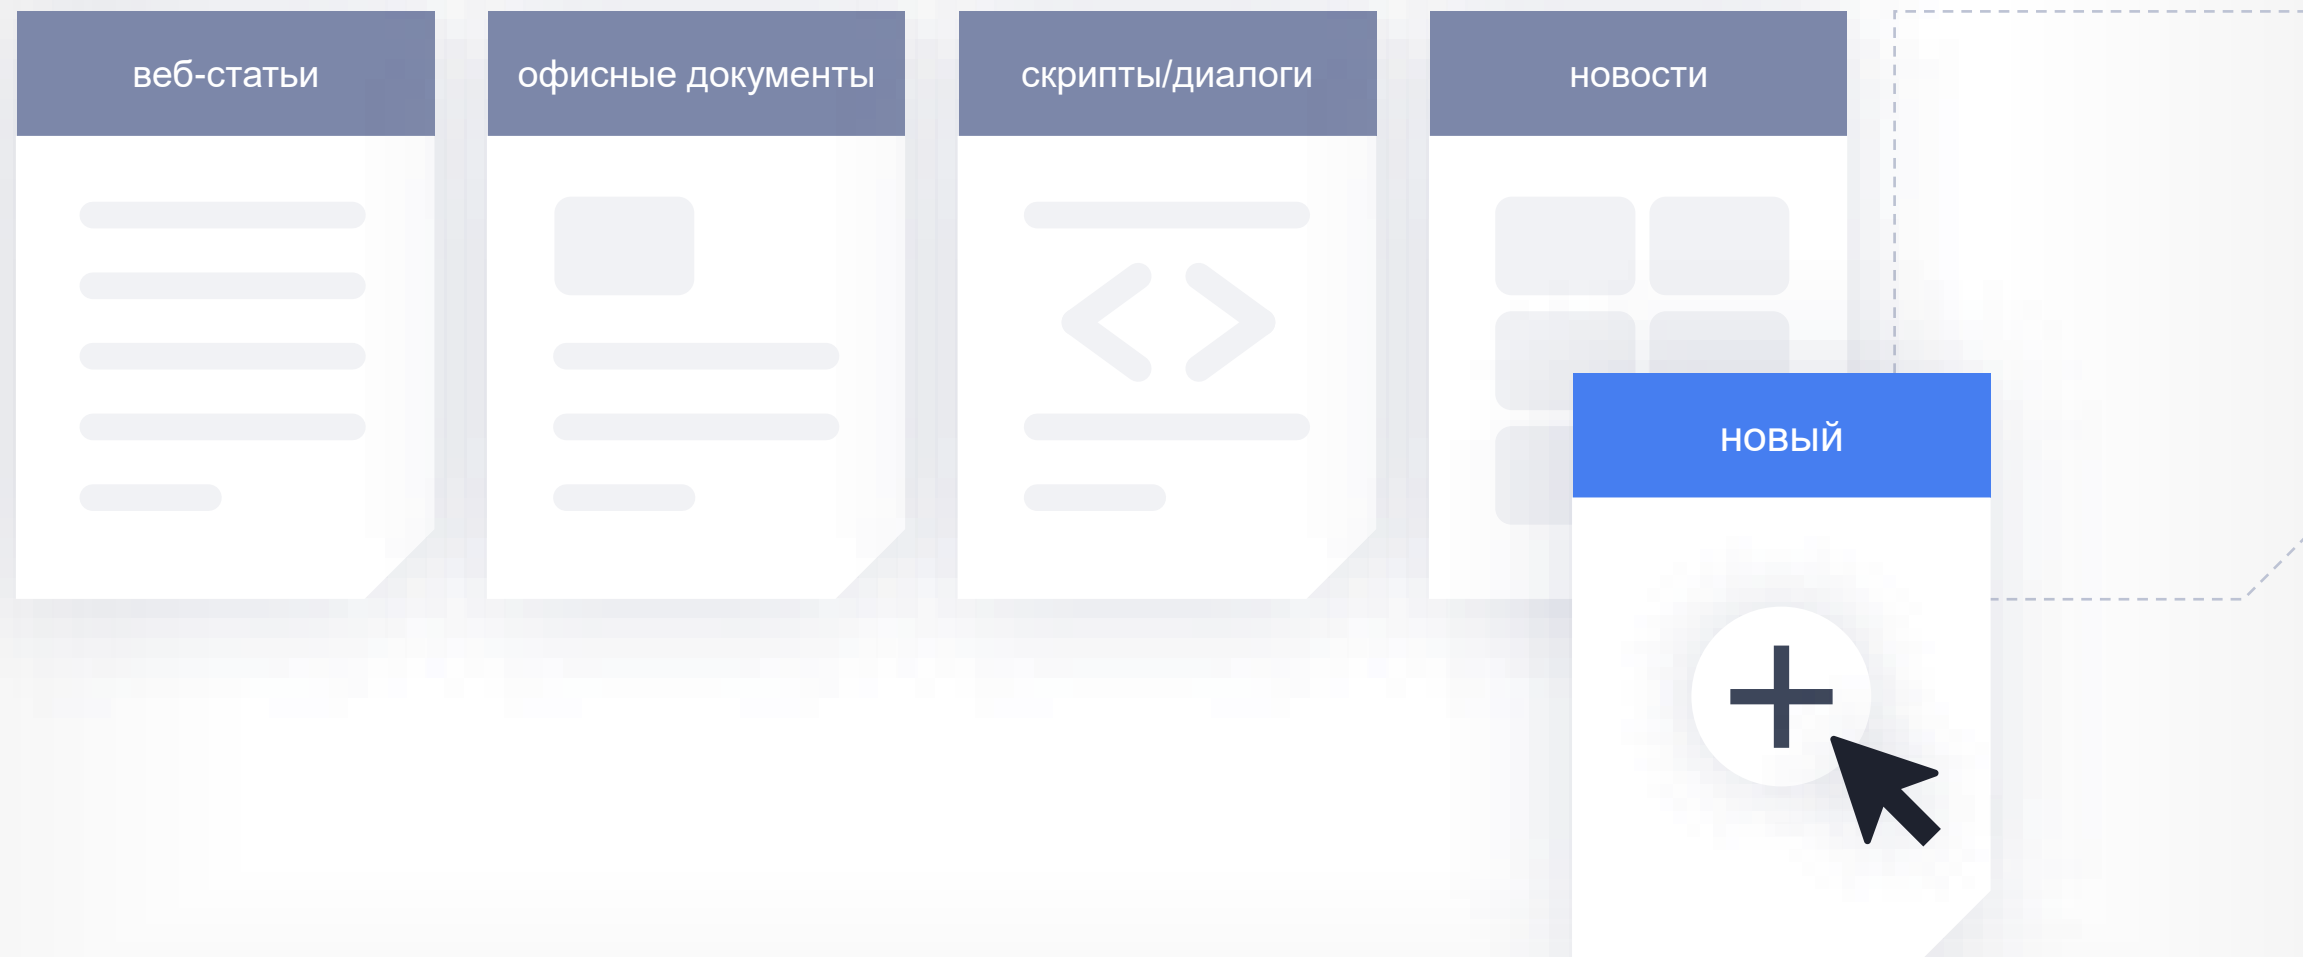 веб-статьи
офисные документы
скрипты/диалоги
новости
новый